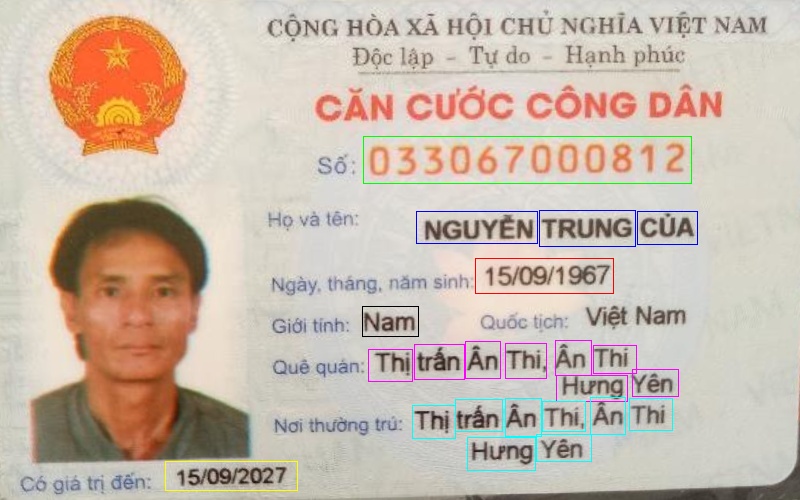 CỘNG HÒA XÃ HỘI CHỦ NGHĨA VIỆT NAM
Độc lập - Tự do - Hạnh phúc
CĂN CƯỚC CÔNG DÂN
Số: 033067000812
Họ và tên: NGUYỄN TRUNG CỦA
Ngày, tháng, năm sinh: 15/09/1967
Giới tính: Nam Quốc tịch: Việt Nam
Quê quán: Thị trấn Ân Thi, Ân Thi
Hưng Yên
Nơi thường trú: Thị trấn Ân Thi, Ân Thi
Hưng Yên
Có giá trị đến: 15/09/2027